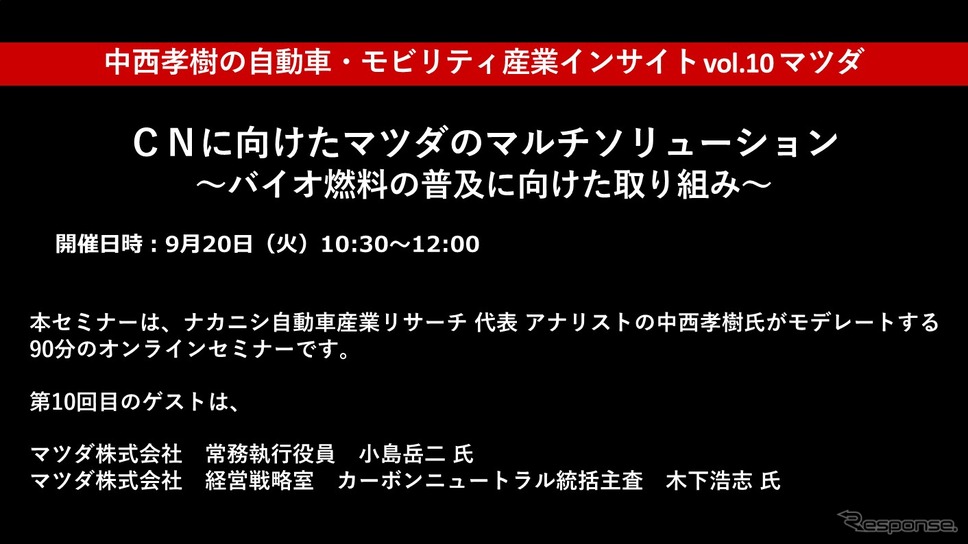 中西孝樹の自動車・モビリティ産業インサイトvol.10 マツダ
ＣＮに向けたマツダのマルチソリューション
～バイオ燃料の普及に向けた取り組み～
開催日時：9月20日（火）10:30～12:00
本セミナーは、ナカニシ自動車産業リサーチ 代表 アナリストの中西孝樹氏がモデレートする
90分のオンラインセミナーです。
第10回目のゲストは、
マツダ株式会社　常務執行役員　小島岳二 氏
マツダ株式会社　経営戦略室　カーボンニュートラル統括主査　木下浩志 氏
Response.